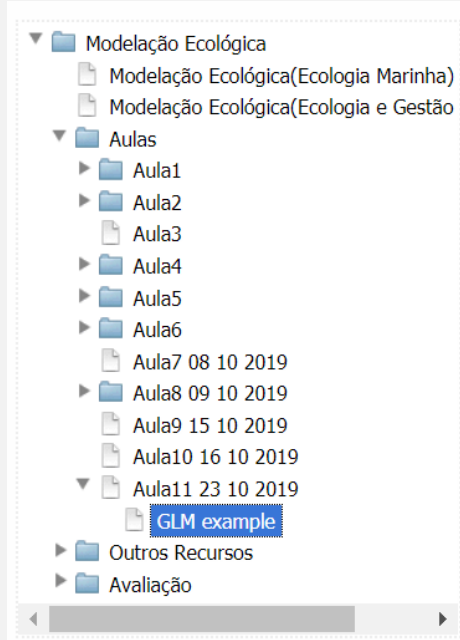 Modelação Ecológica
Modelação Ecológica(Ecologia Marinha)
Modelação Ecológica(Ecologia e Gestão
Aulas
Aula1
Aula2
Aula3
Aula4
Aula5
Aula6
Aula7 08 10 2019
Aula8 09 10 2019
Aula9 15 10 2019
Aula10 16 10 2019
Aula11 23 10 2019
GLM example
Outros Recursos
Avaliação